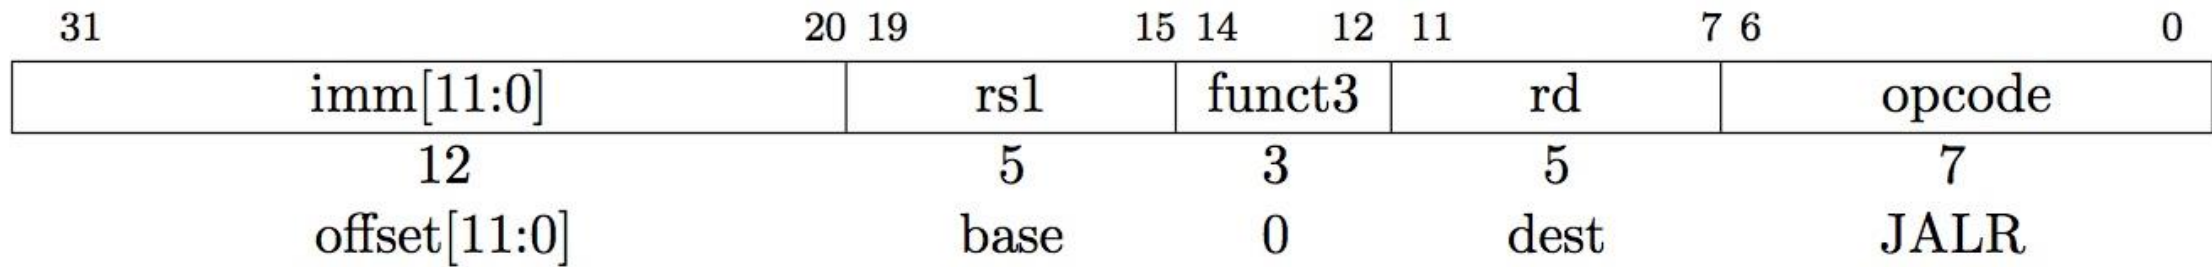 31 20 19 15 14 12 11 7 6 0
imm[11:0] rs1 funct3 rd opcode
12 5 3 5 7
offset[11:0] base 0 dest JALR